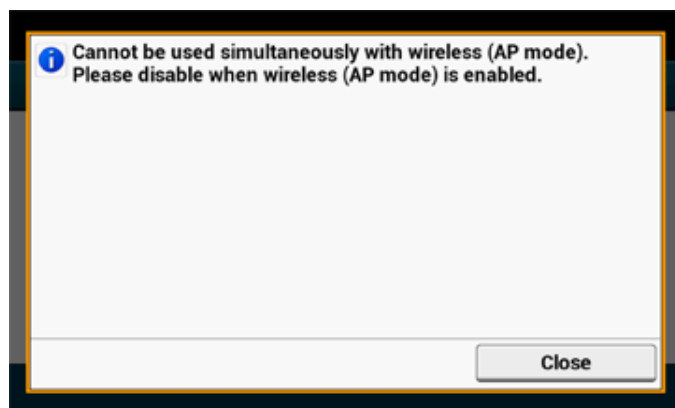 Cannot be used simultaneously with wireless (AP mode).
Please disable when wireless (AP mode) is enabled.
Close